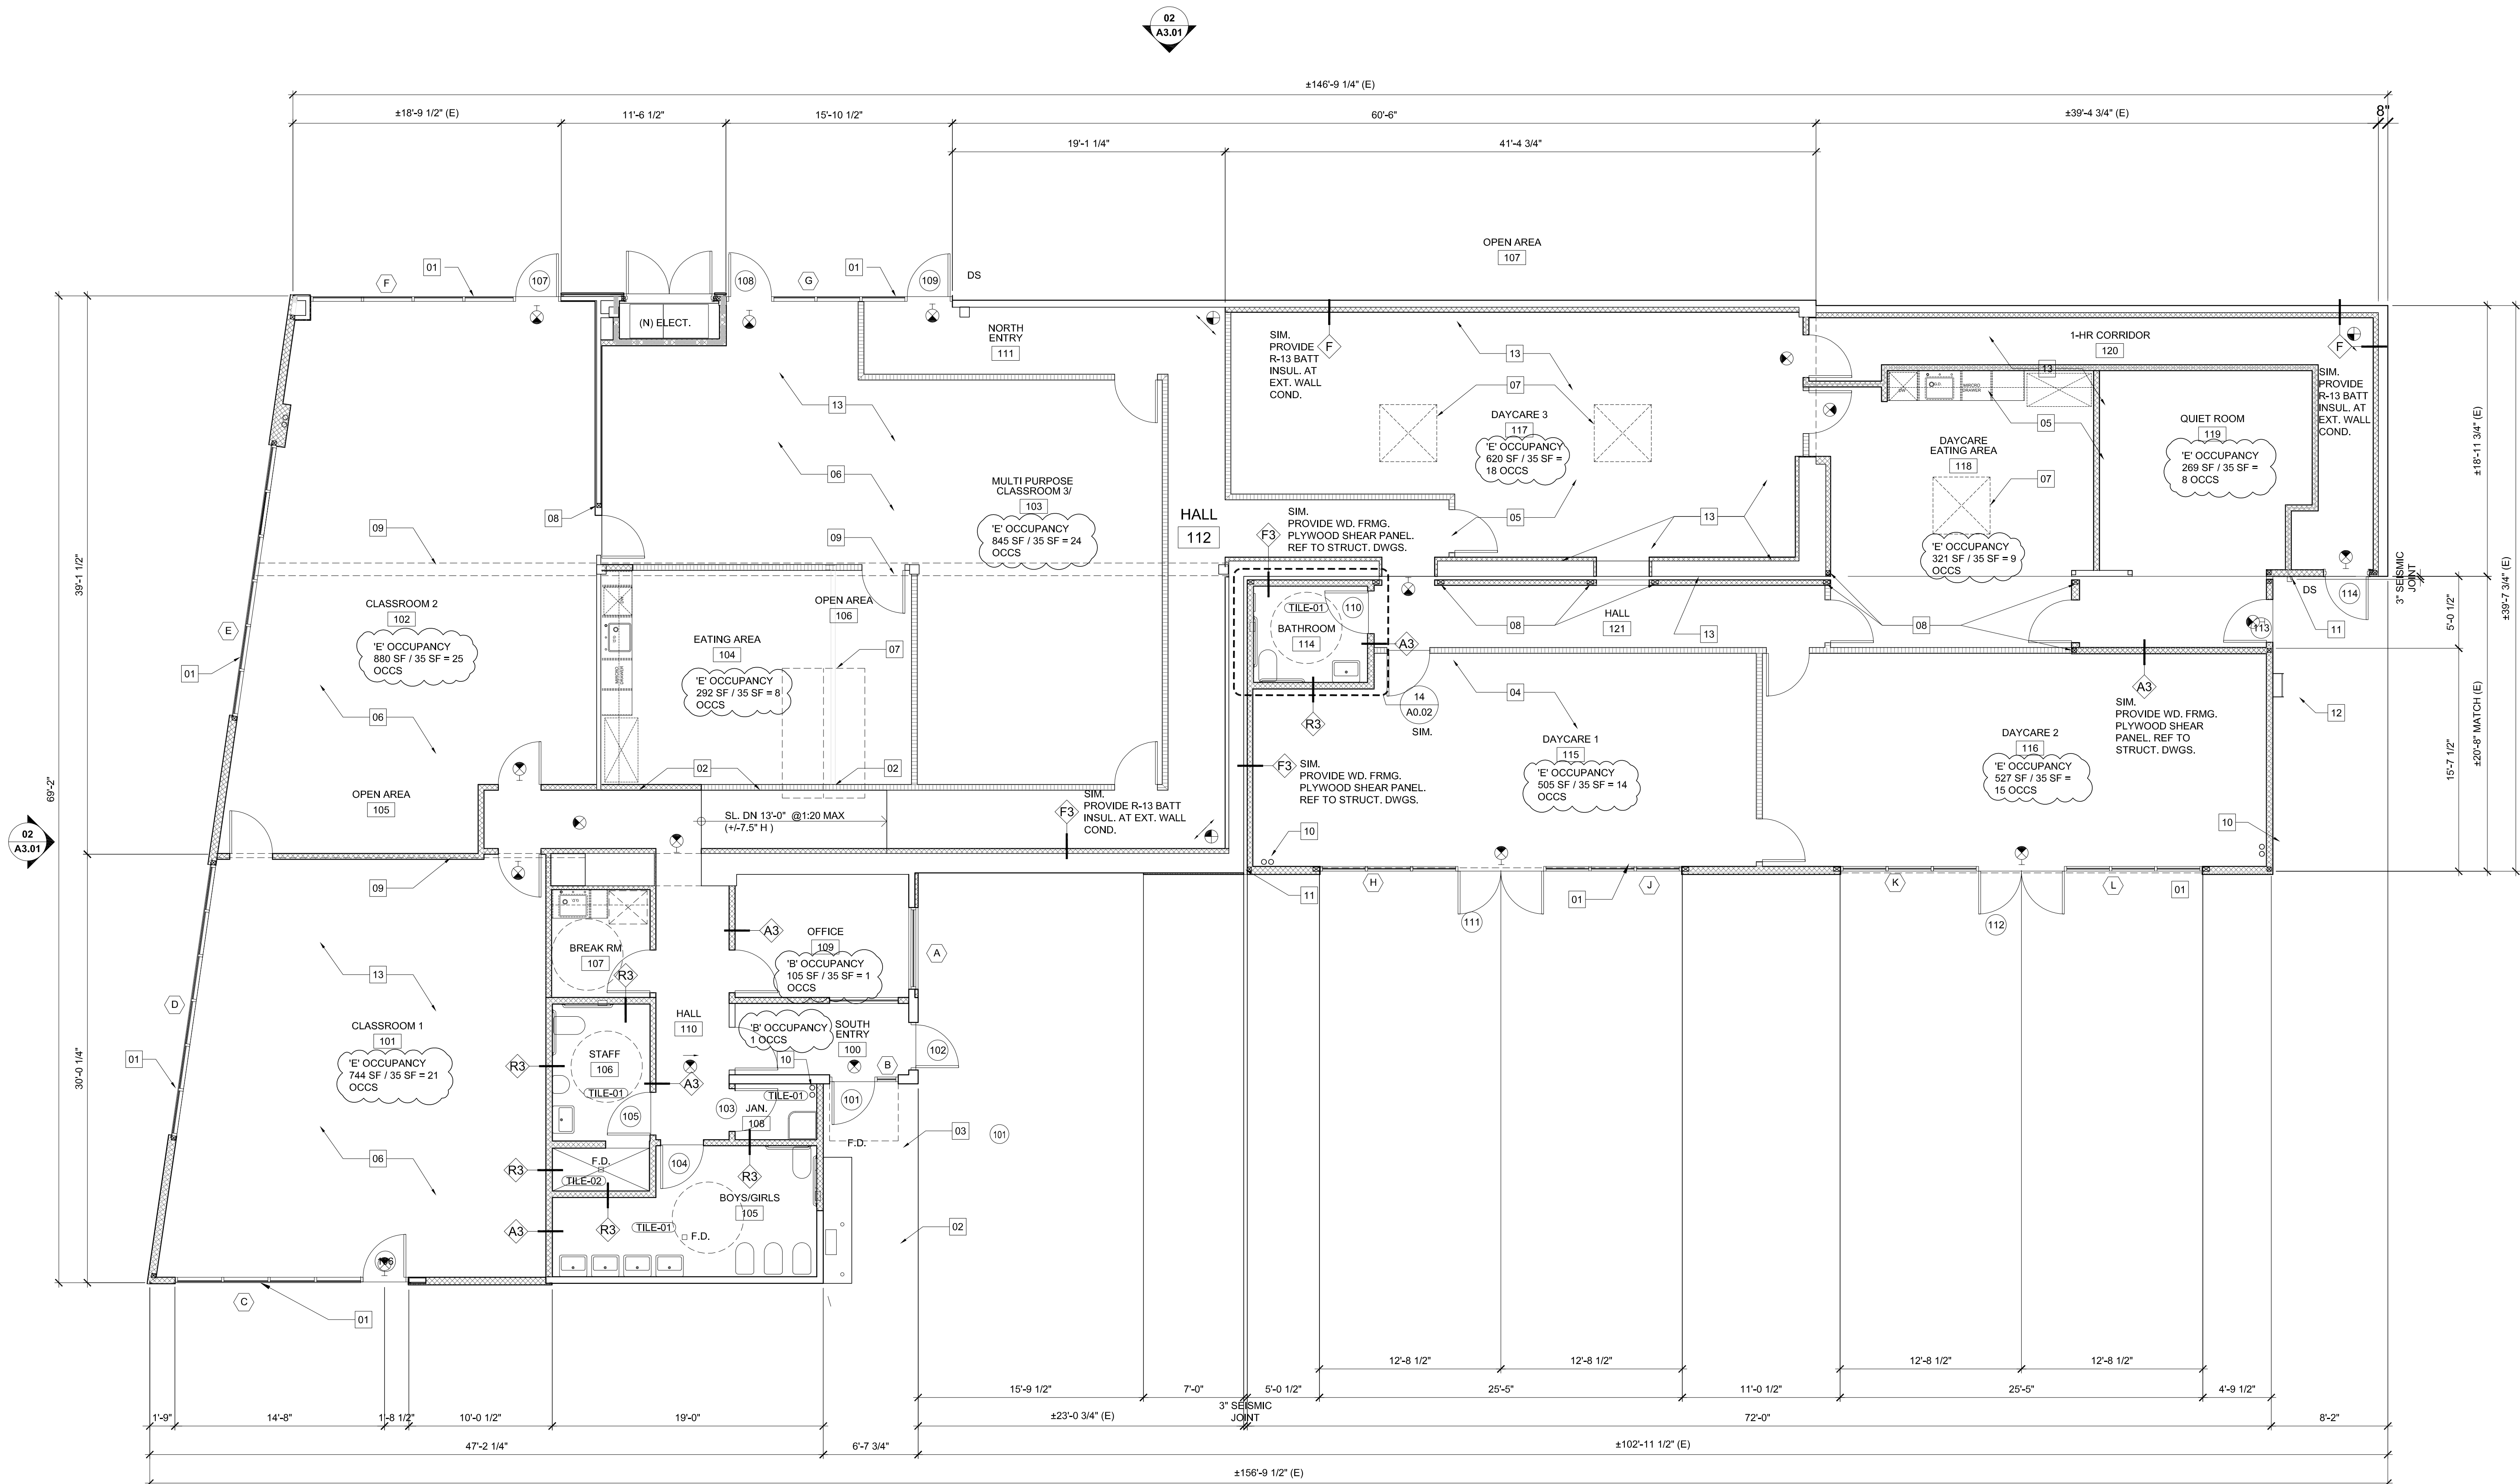 02
A3.01
±146'-9 1/4" (E)
±18'-9 1/2" (E)
11'-6 1/2"
15'-10 1/2"
60'-6"
±39'-4 3/4" (E)
8"
19'-1 1/4"
41'-4 3/4"
OPEN AREA
107
F
01
107
108
G
01
109
DS
(N) ELECT.
NORTH
ENTRY
111
SIM.
PROVIDE
R-13 BATT
INSUL. AT
EXT. WALL
COND.
F
13
07
DAYCARE 3
117
'E' OCCUPANCY
620 SF / 35 SF =
18 OCCS
1-HR CORRIDOR
120
F
13
SIM.
PROVIDE
R-13 BATT
INSUL. AT
EXT. WALL
COND.
DW
G.D.
MARCRO
DRAWER
05
QUIET ROOM
119
'E' OCCUPANCY
269 SF / 35 SF =
8 OCCS
DAYCARE
EATING AREA
118
07
'E' OCCUPANCY
321 SF / 35 SF = 9
OCCS
13
06
MULTI PURPOSE
CLASSROOM 3/
103
'E' OCCUPANCY
845 SF / 35 SF = 24
OCCS
09
08
09
HALL
112
SIM.
PROVIDE WD. FRMG.
PLYWOOD SHEAR PANEL.
REF TO STRUCT. DWGS.
F3
05
13
±18'-11 3/4" (E)
3" SEISMIC
JOINT
±39'-7 3/4" (E)
39'-1 1/2"
69'-2"
CLASSROOM 2
102
'E' OCCUPANCY
880 SF / 35 SF = 25
OCCS
E
01
06
OPEN AREA
105
OPEN AREA
106
EATING AREA
104
'E' OCCUPANCY
292 SF / 35 SF = 8
OCCS
DW
G.D.
MARCRO
DRAWER
07
02
02
TILE-01
110
BATHROOM
114
A3
R3
08
HALL
121
13
08
113
DS
114
11
5'-0 1/2"
15'-7 1/2"
±20'-8" MATCH (E)
04
14
A0.02
SIM.
A3
SIM.
PROVIDE WD. FRMG.
PLYWOOD SHEAR
PANEL. REF TO
STRUCT. DWGS.
12
DAYCARE 1
115
'E' OCCUPANCY
505 SF / 35 SF = 14
OCCS
DAYCARE 2
116
'E' OCCUPANCY
527 SF / 35 SF =
15 OCCS
F3
SIM.
PROVIDE WD. FRMG.
PLYWOOD SHEAR PANEL.
REF TO STRUCT. DWGS.
SL. DN 13'-0" @1:20 MAX
(+/-7.5" H )
F3
SIM.
PROVIDE R-13 BATT
INSUL. AT EXT. WALL
COND.
10
10
02
A3.01
09
11
H
J
K
L
01
01
111
112
G.D.
BREAK RM
107
R3
A3
OFFICE
109
'B' OCCUPANCY
105 SF / 35 SF = 1
OCCS
A
13
D
01
30'-0 1/4"
CLASSROOM 1
101
'E' OCCUPANCY
744 SF / 35 SF = 21
OCCS
R3
STAFF
106
TILE-01
105
HALL
110
A3
'B' OCCUPANCY
1 OCCS
10
SOUTH
ENTRY
100
B
102
103
JAN.
108
TILE-01
101
F.D.
03
101
06
R3
F.D.
TILE-02
104
R3
BOYS/GIRLS
105
A3
R3
TILE-01
F.D.
02
C
01
12'-8 1/2"
12'-8 1/2"
12'-8 1/2"
12'-8 1/2"
15'-9 1/2"
7'-0"
5'-0 1/2"
25'-5"
11'-0 1/2"
25'-5"
4'-9 1/2"
1'-9"
14'-8"
1'-8 1/2"
10'-0 1/2"
19'-0"
±23'-0 3/4" (E)
3" SEISMIC
JOINT
72'-0"
8'-2"
47'-2 1/4"
6'-7 3/4"
±102'-11 1/2" (E)
±156'-9 1/2" (E)